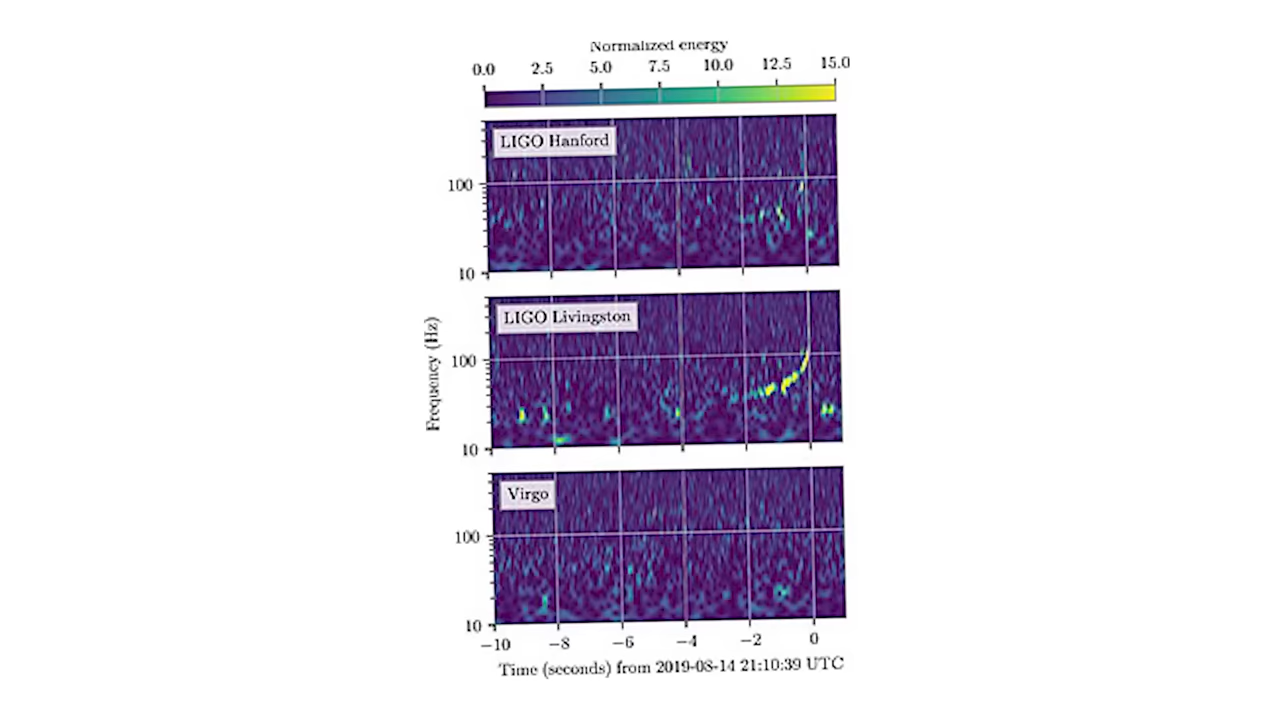 Normalized energy
0.0 2.5 5.0 7.5 10.0 12.5 15.0
LIGO Hanford
100
10
LIGO Livingston
100
10
Frequency (Hz)
Virgo
100
10
−10 −8 −6 −4 −2 0
Time (seconds) from 2019-08-14 21:10:39 UTC